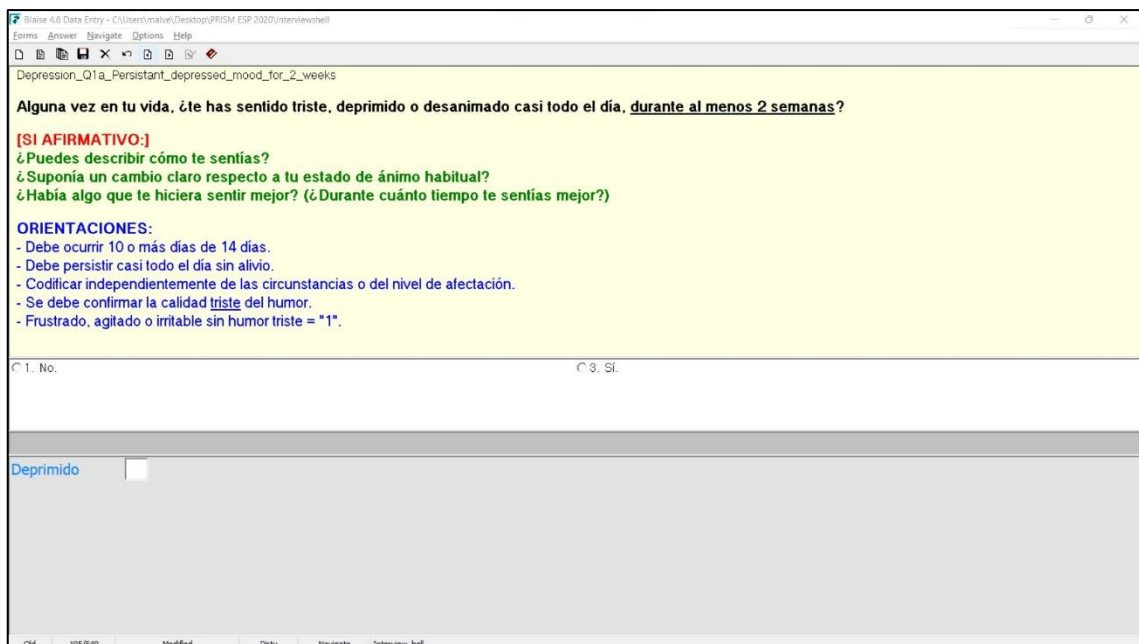 Blaise 4.8 Data Entry - C:\Users\malve\Desktop\PRISM ESP 2020\interviewshell
Forms Answer Navigate Options Help
Depression_Q1a_Persistant_depressed_mood_for_2_weeks
Alguna vez en tu vida, ¿te has sentido triste, deprimido o desanimado casi todo el día, durante al menos 2 semanas?
[SI AFIRMATIVO:]
¿Puedes describir cómo te sentías?
¿Suponía un cambio claro respecto a tu estado de ánimo habitual?
¿Había algo que te hiciera sentir mejor? (¿Durante cuánto tiempo te sentías mejor?)
ORIENTACIONES:
- Debe ocurrir 10 o más días de 14 días.
- Debe persistir casi todo el día sin alivio.
- Codificar independientemente de las circunstancias o del nivel de afectación.
- Se debe confirmar la calidad triste del humor.
- Frustrado, agitado o irritable sin humor triste = "1".
1. No. 3. Sí.
Deprimido
Old Modified Dirty Navigate